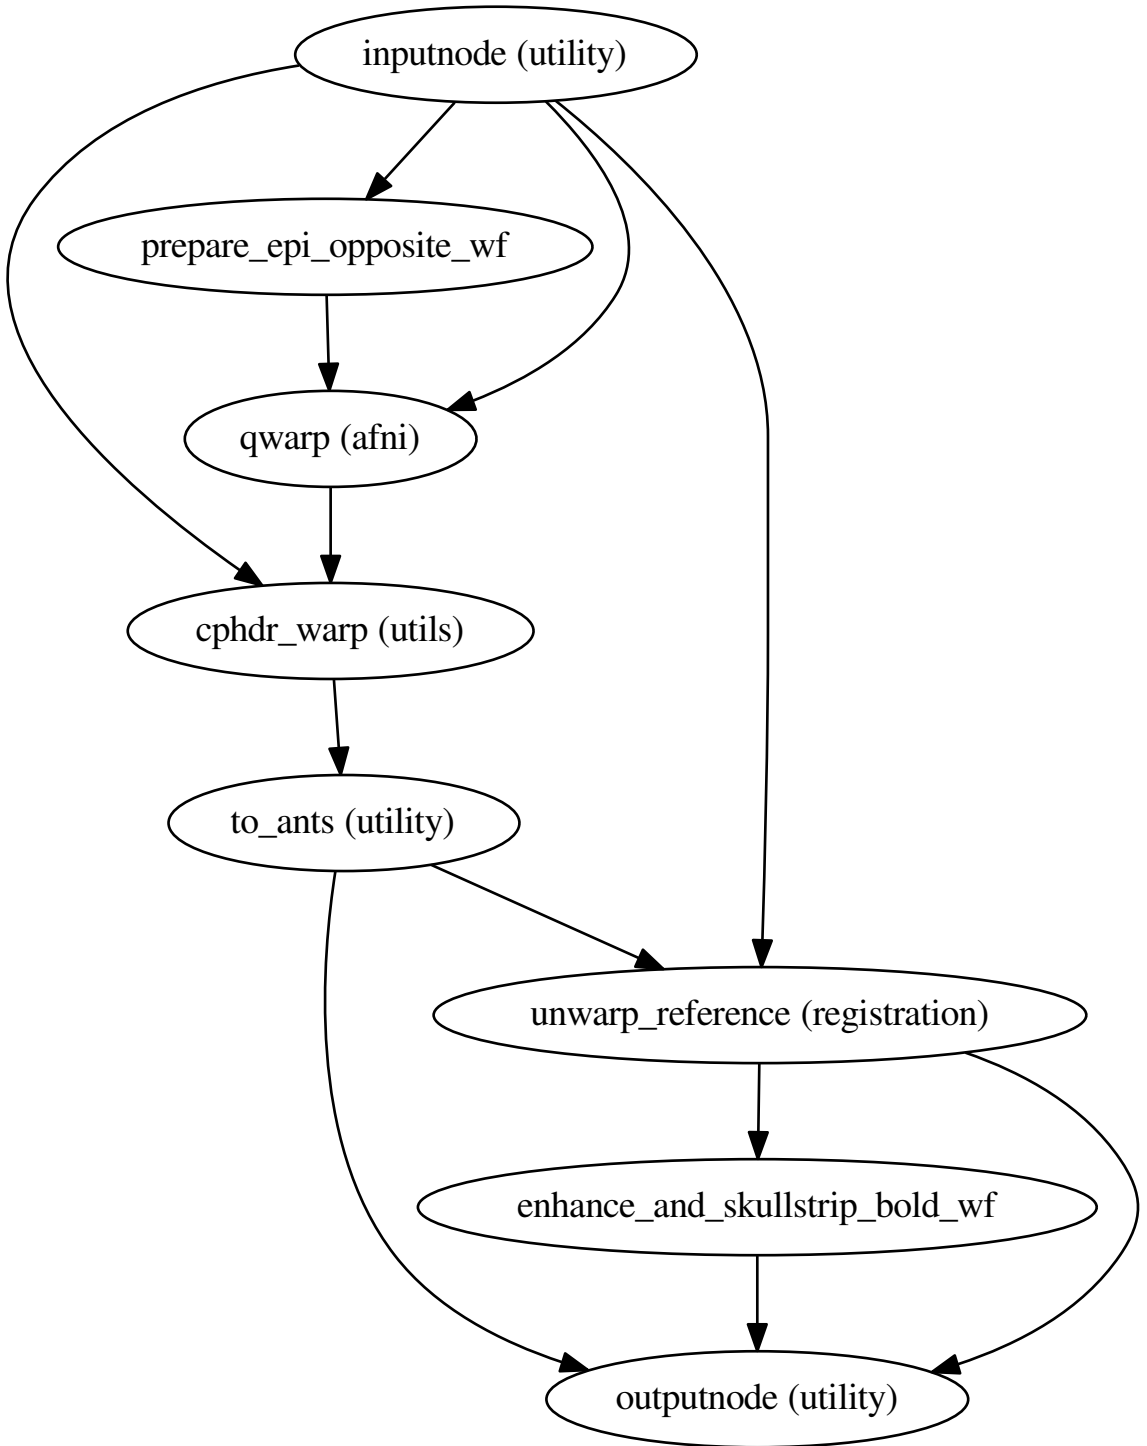 inputnode (utility)
prepare_epi_opposite_wf
qwarp (afni)
cphdr_warp (utils)
to_ants (utility)
unwarp_reference (registration)
enhance_and_skullstrip_bold_wf
outputnode (utility)